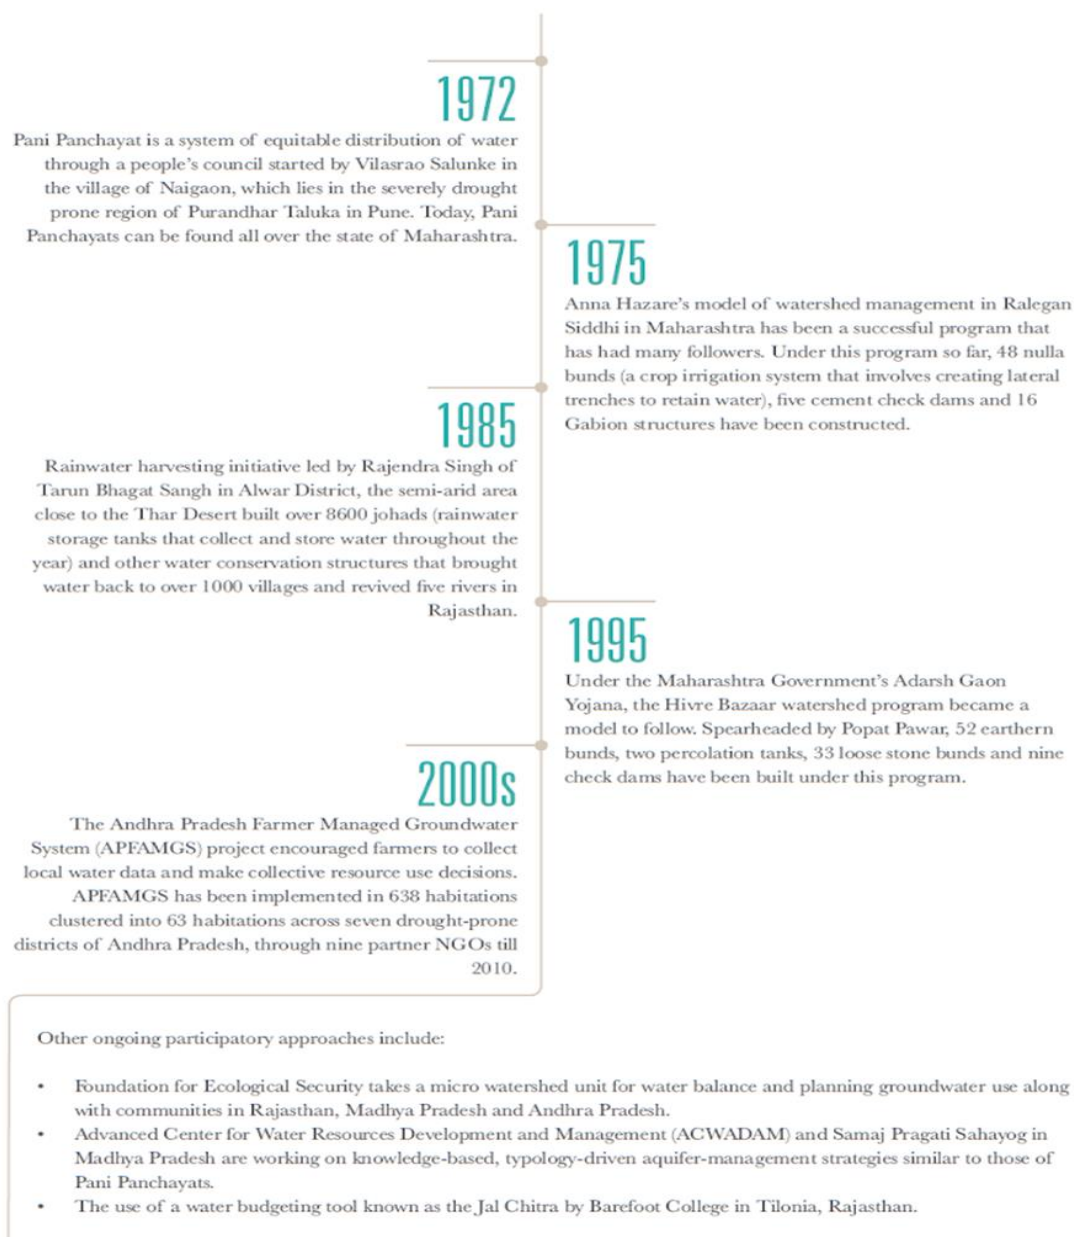 1972
Pani Panchayat is a system of equitable distribution of water
through a people's council started by Vilasrao Salunke in
the village of Naigaon, which lies in the severely drought
prone region of Purandhar Taluka in Pune. Today, Pani
Panchayats can be found all over the state of Maharashtra.
1975
Anna Hazare's model of watershed management in Ralegan
Siddhi in Maharashtra has been a successful program that
has had many followers. Under this program so far, 48 nulla
bunds (a crop irrigation system that involves creating lateral
trenches to retain water), five cement check dams and 16
Gabion structures have been constructed.
1985
Rainwater harvesting initiative led by Rajendra Singh of
Tarun Bhagat Sangh in Alwar District, the semi-arid area
close to the Thar Desert built over 8600 johads (rainwater
storage tanks that collect and store water throughout the
year) and other water conservation structures that brought
water back to over 1000 villages and revived five rivers in
Rajasthan.
1995
Under the Maharashtra Government's Adarsh Gaon
Yojana, the Hivre Bazaar watershed program became a
model to follow. Spearheaded by Popat Pawar, 52 earthern
bunds, two percolation tanks, 33 loose stone bunds and nine
check dams have been built under this program.
2000s
The Andhra Pradesh Farmer Managed Groundwater
System (APFAMGS) project encouraged farmers to collect
local water data and make collective resource use decisions.
APFAMGS has been implemented in 638 habitations
clustered into 63 habitations across seven drought-prone
districts of Andhra Pradesh, through nine partner NGOs till
2010.
Other ongoing participatory approaches include:
• Foundation for Ecological Security takes a micro watershed unit for water balance and planning groundwater use along
with communities in Rajasthan, Madhya Pradesh and Andhra Pradesh.
• Advanced Center for Water Resources Development and Management (ACWADAM) and Samaj Pragati Sahayog in
Madhya Pradesh are working on knowledge-based, typology-driven aquifer-management strategies similar to those of
Pani Panchayats.
• The use of a water budgeting tool known as the Jal Chitra by Barefoot College in Tilonia, Rajasthan.